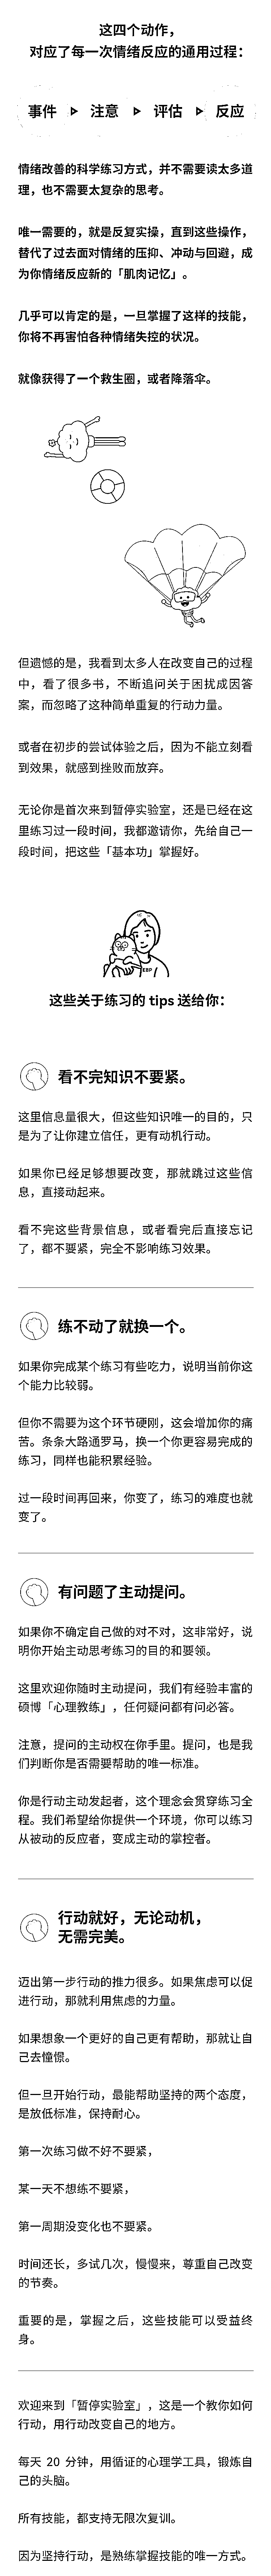 这四个动作，
对应了每一次情绪反应的通用过程：
事件 ▶ 注意 ▶ 评估 ▶ 反应
情绪改善的科学练习方式，并不需要读太多道
理，也不需要太复杂的思考。
唯一需要的，就是反复实操，直到这些操作，
替代了过去面对情绪的压抑、冲动与回避，成
为你情绪反应新的「肌肉记忆」。
几乎可以肯定的是，一旦掌握了这样的技能，
你将不再害怕各种情绪失控的状况。
就像获得了一个救生圈，或者降落伞。
但遗憾的是，我看到太多人在改变自己的过程
中，看了很多书，不断追问关于困扰成因答
案，而忽略了这种简单重复的行动力量。
或者在初步的尝试体验之后，因为不能立刻看
到效果，就感到挫败而放弃。
无论你是首次来到暂停实验室，还是已经在这
里练习过一段时间，我都邀请你，先给自己一
段时间，把这些「基本功」掌握好。
EBP
这些关于练习的 tips 送给你：
看不完知识不要紧。
这里信息量很大，但这些知识唯一的目的，只
是为了让你建立信任，更有动机行动。
如果你已经足够想要改变，那就跳过这些信
息，直接动起来。
看不完这些背景信息，或者看完后直接忘记
了，都不要紧，完全不影响练习效果。
练不动了就换一个。
如果你完成某个练习有些吃力，说明当前你这
个能力比较弱。
但你不需要为这个环节硬刚，这会增加你的痛
苦。条条大路通罗马，换一个你更容易完成的
练习，同样也能积累经验。
过一段时间再回来，你变了，练习的难度也就
变了。
有问题了主动提问。
如果你不确定自己做的对不对，这非常好，说
明你开始主动思考练习的目的和要领。
这里欢迎你随时主动提问，我们有经验丰富的
硕博「心理教练」，任何疑问都有问必答。
注意，提问的主动权在你手里。提问，也是我
们判断你是否需要帮助的唯一标准。
你是行动主动发起者，这个理念会贯穿练习全
程。我们希望给你提供一个环境，你可以练习
从被动的反应者，变成主动的掌控者。
行动就好，无论动机，
无需完美。
迈出第一步行动的推力很多。如果焦虑可以促
进行动，那就利用焦虑的力量。
如果想象一个更好的自己更有帮助，那就让自
己去憧憬。
但一旦开始行动，最能帮助坚持的两个态度，
是放低标准，保持耐心。
第一次练习做不好不要紧，
某一天不想练不要紧，
第一周期没变化也不要紧。
时间还长，多试几次，慢慢来，尊重自己改变
的节奏。
重要的是，掌握之后，这些技能可以受益终
身。
欢迎来到「暂停实验室」，这是一个教你如何
行动，用行动改变自己的地方。
每天 20 分钟，用循证的心理学工具，锻炼自
己的头脑。
所有技能，都支持无限次复训。
因为坚持行动，是熟练掌握技能的唯一方式。